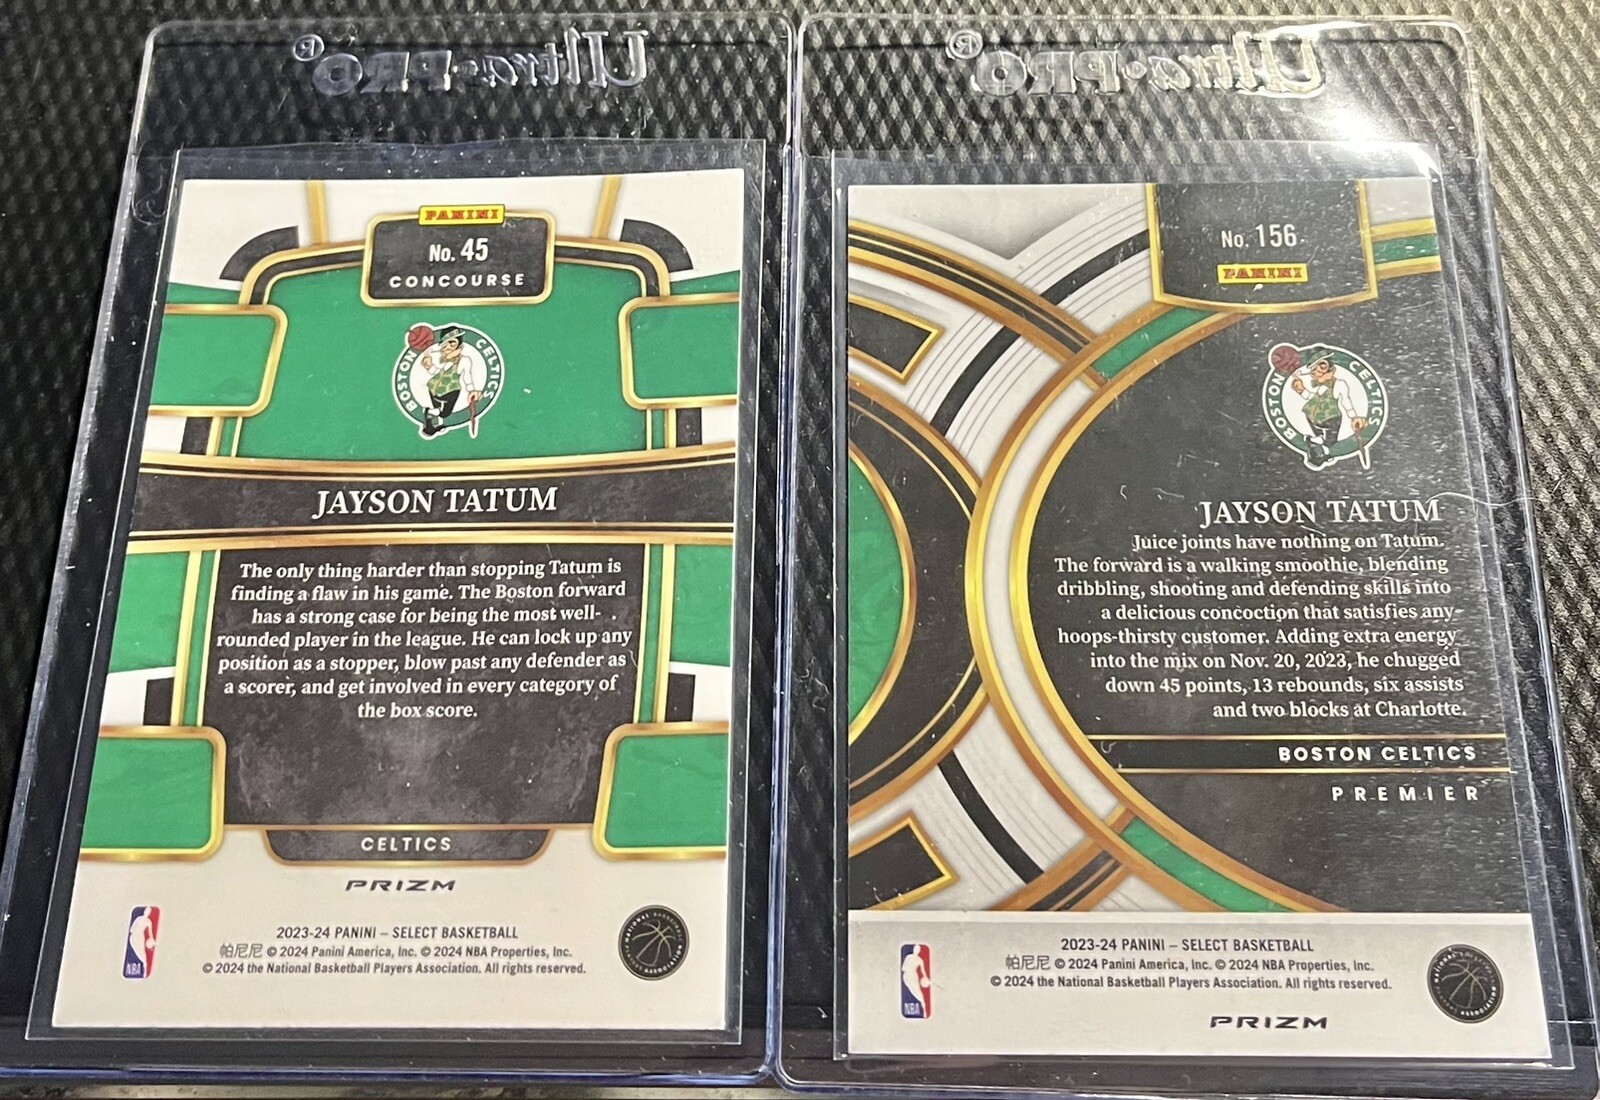 Ultra·PRO®
PANINI
No. 45
CONCOURSE
BOSTON CELTICS
JAYSON TATUM
The only thing harder than stopping Tatum is
finding a flaw in his game. The Boston forward
has a strong case for being the most well-
rounded player in the league. He can lock up any
position as a stopper, blow past any defender as
a scorer, and get involved in every category of
the box score.
CELTICS
PRIZM
NBA
2023-24 PANINI – SELECT BASKETBALL
帕尼尼 © 2024 Panini America, Inc. © 2024 NBA Properties, Inc.
© 2024 the National Basketball Players Association. All rights reserved.
Ultra·PRO®
No. 156
PANINI
BOSTON CELTICS
JAYSON TATUM
Juice joints have nothing on Tatum.
The forward is a walking smoothie, blending
dribbling, shooting and defending skills into
a delicious concoction that satisfies any
hoops-thirsty customer. Adding extra energy
into the mix on Nov. 20, 2023, he chugged
down 45 points, 13 rebounds, six assists
and two blocks at Charlotte.
BOSTON CELTICS
PREMIER
NBA
2023-24 PANINI – SELECT BASKETBALL
帕尼尼 © 2024 Panini America, Inc. © 2024 NBA Properties, Inc.
© 2024 the National Basketball Players Association. All rights reserved.
PRIZM